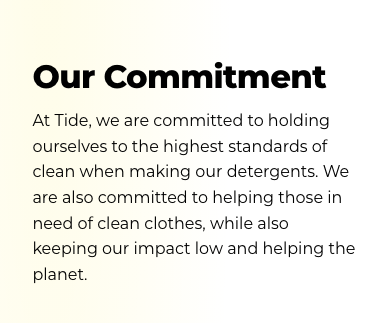 Our Commitment
At Tide, we are committed to holding
ourselves to the highest standards of
clean when making our detergents. We
are also committed to helping those in
need of clean clothes, while also
keeping our impact low and helping the
planet.